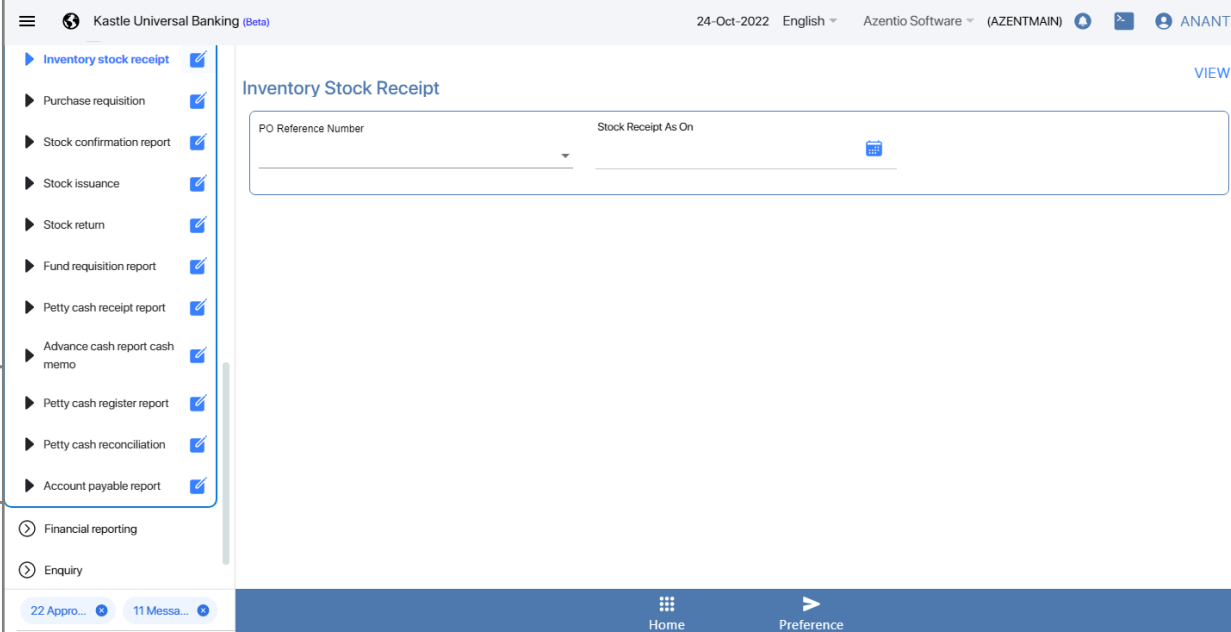 Kastle Universal Banking (Beta)
24-Oct-2022 English Azentio Software (AZENTMAIN) ANANT
Inventory stock receipt
Purchase requisition
Stock confirmation report
Stock issuance
Stock return
Fund requisition report
Petty cash receipt report
Advance cash report cash
memo
Petty cash register report
Petty cash reconciliation
Account payable report
Financial reporting
Enquiry
22 Appro... 11 Messa...
VIEW
Inventory Stock Receipt
PO Reference Number
Stock Receipt As On
Home
Preference